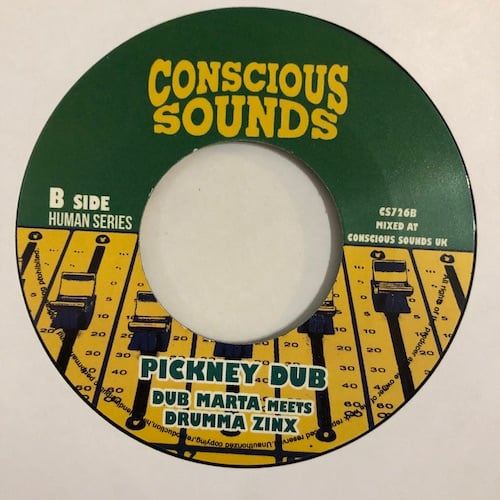 CONSCIOUS
SOUNDS
B SIDE
HUMAN SERIES
CS726B
MIXED AT
CONSCIOUS SOUNDS UK
PICKNEY DUB
DUB MARTA MEETS
DRUMMA ZINX